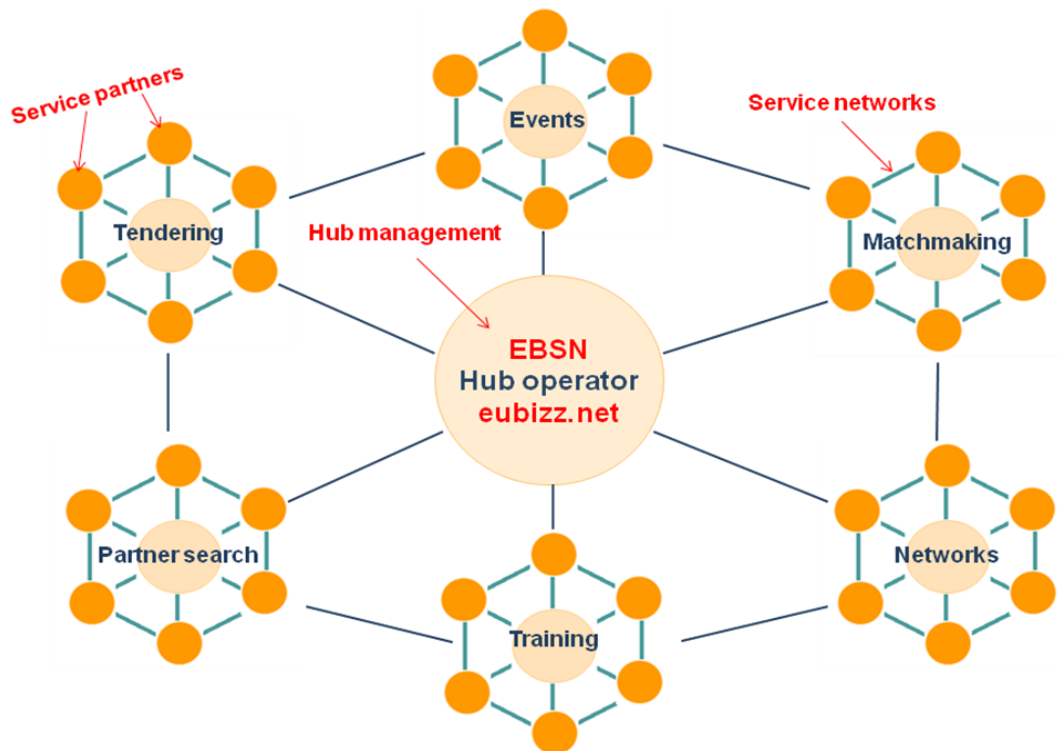 Service partners
Events
Service networks
Tendering
Hub management
Matchmaking
EBSN
Hub operator
eubizz.net
Partner search
Networks
Training